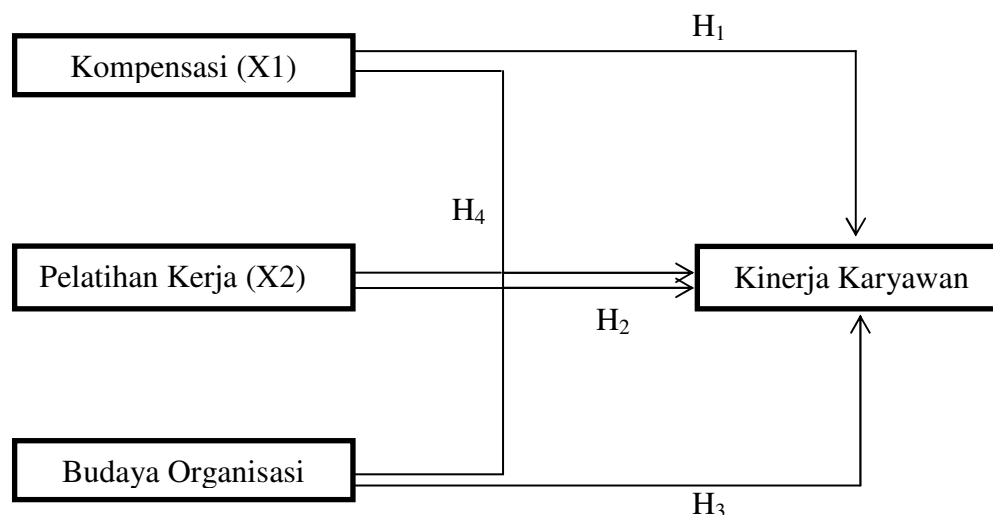 H₁
Kompensasi (X1)
H₄
Pelatihan Kerja (X2)
Kinerja Karyawan
H₂
Budaya Organisasi
H₃